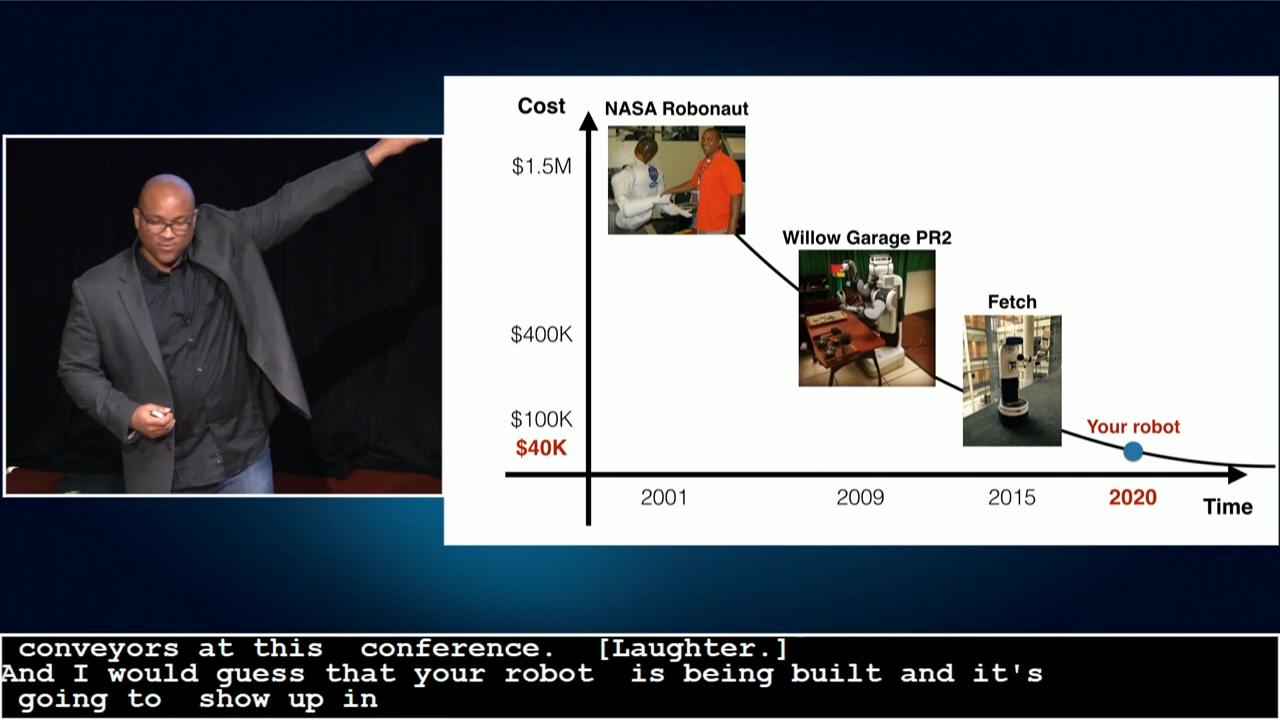 Cost
NASA Robonaut
$1.5M
Willow Garage PR2
Fetch
$400K
$100K
Your robot
$40K
2001
2009
2015
2020
Time
conveyors at this  conference.  [Laughter.]
And I would guess that your robot  is being built and it's
going to  show up in